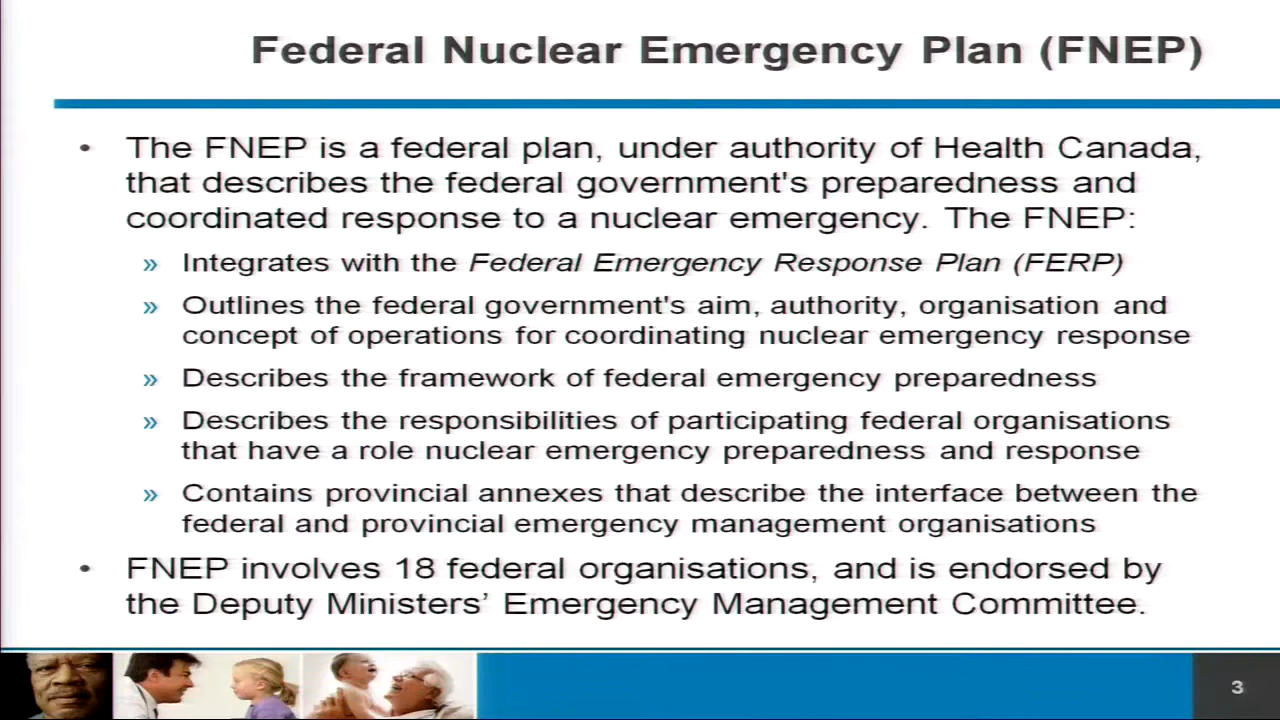 Federal Nuclear Emergency Plan (FNEP)
• The FNEP is a federal plan, under authority of Health Canada,
that describes the federal government's preparedness and
coordinated response to a nuclear emergency. The FNEP:
» Integrates with the Federal Emergency Response Plan (FERP)
» Outlines the federal government's aim, authority, organisation and
concept of operations for coordinating nuclear emergency response
» Describes the framework of federal emergency preparedness
» Describes the responsibilities of participating federal organisations
that have a role nuclear emergency preparedness and response
» Contains provincial annexes that describe the interface between the
federal and provincial emergency management organisations
• FNEP involves 18 federal organisations, and is endorsed by
the Deputy Ministers’ Emergency Management Committee.
3